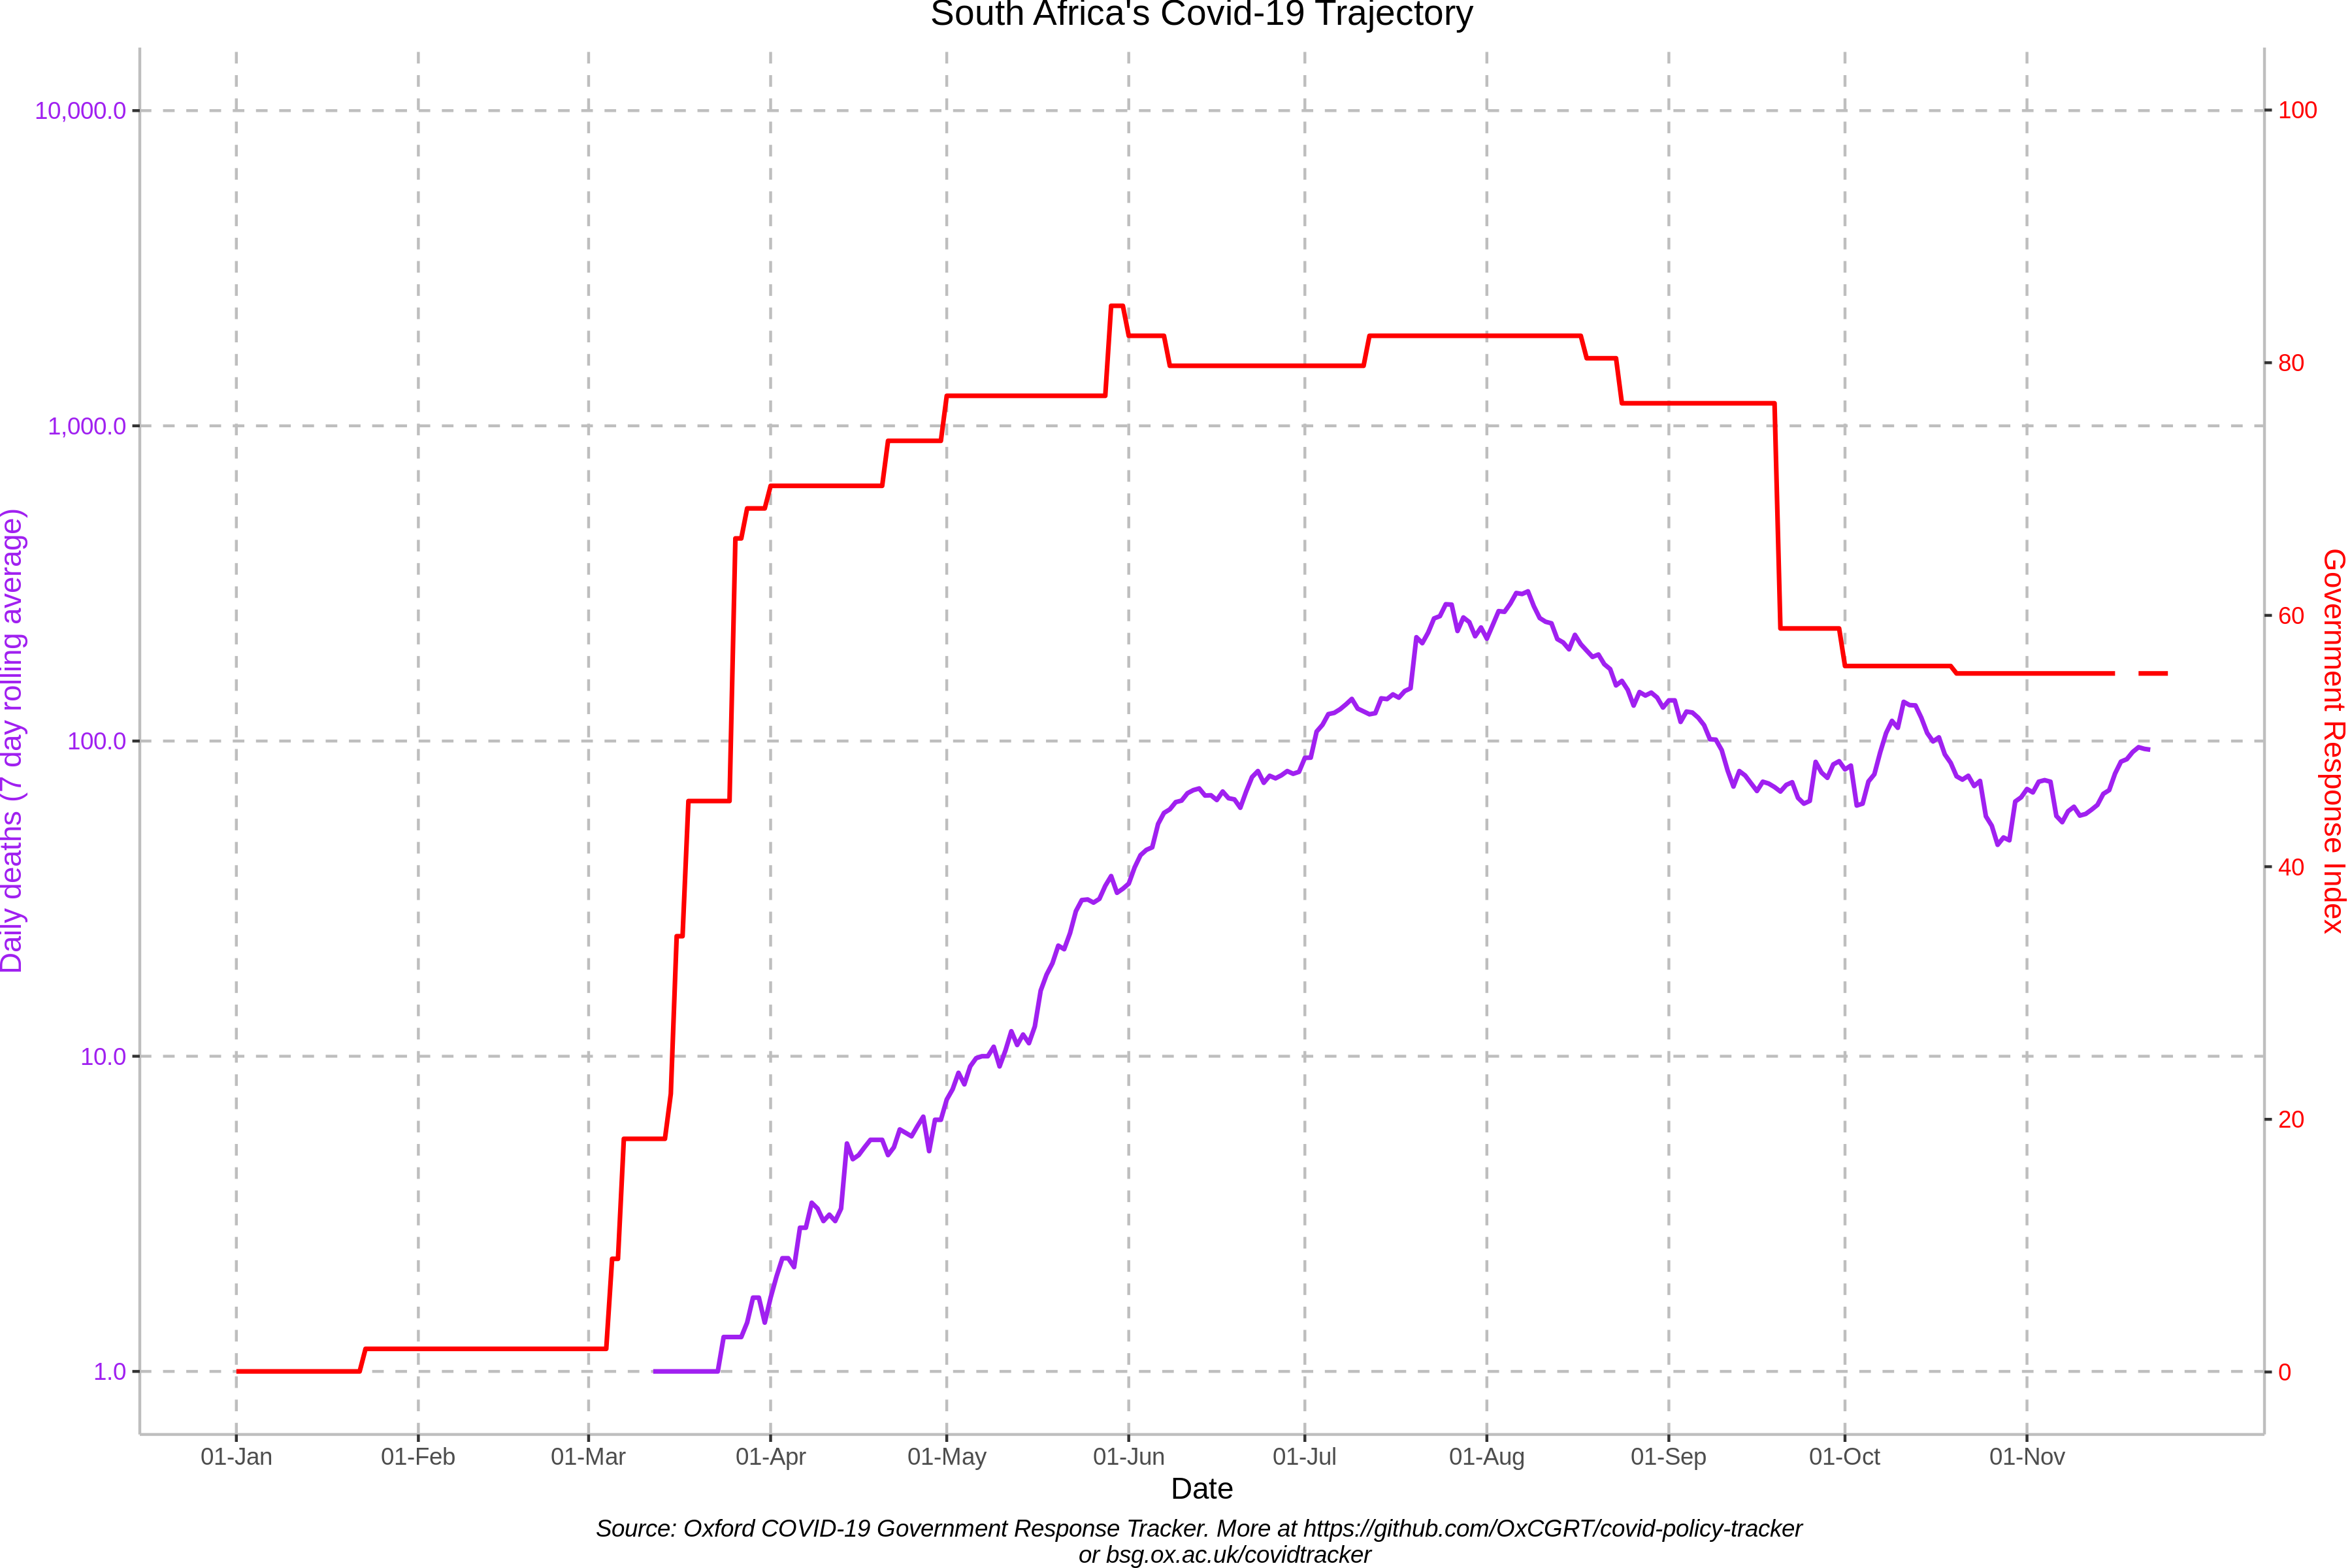 South Africa's Covid-19 Trajectory
10,000.0
1,000.0
100.0
10.0
1.0
Daily deaths (7 day rolling average)
100
80
60
40
20
0
Government Response Index
01-Jan 01-Feb 01-Mar 01-Apr 01-May 01-Jun 01-Jul 01-Aug 01-Sep 01-Oct 01-Nov
Date
Source: Oxford COVID-19 Government Response Tracker. More at https://github.com/OxCGRT/covid-policy-tracker
or bsg.ox.ac.uk/covidtracker